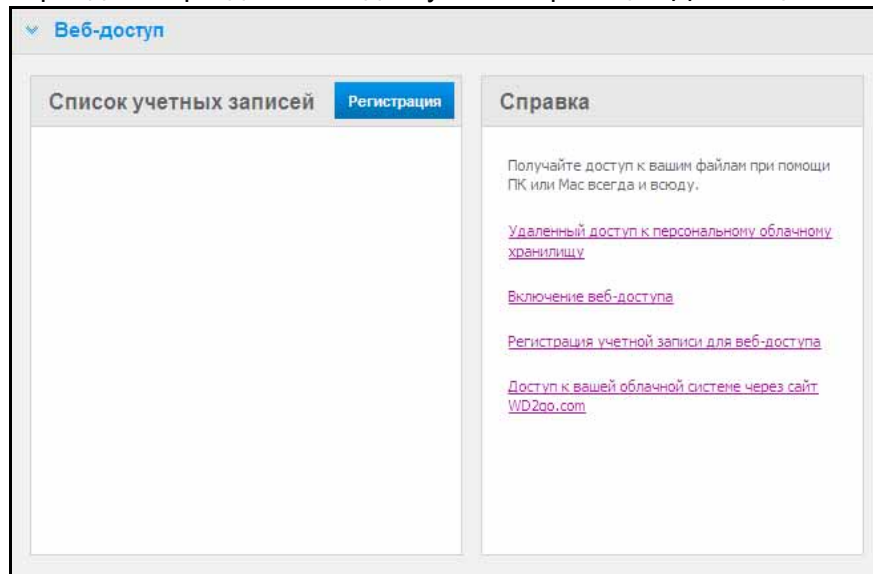 Веб-доступ
Список учетных записей
Регистрация
Справка
Получайте доступ к вашим файлам при помощи
ПК или Mac всегда и всюду.
Удаленный доступ к персональному облачному
хранилищу
Включение веб-доступа
Регистрация учетной записи для веб-доступа
Доступ к вашей облачной системе через сайт
WD2go.com